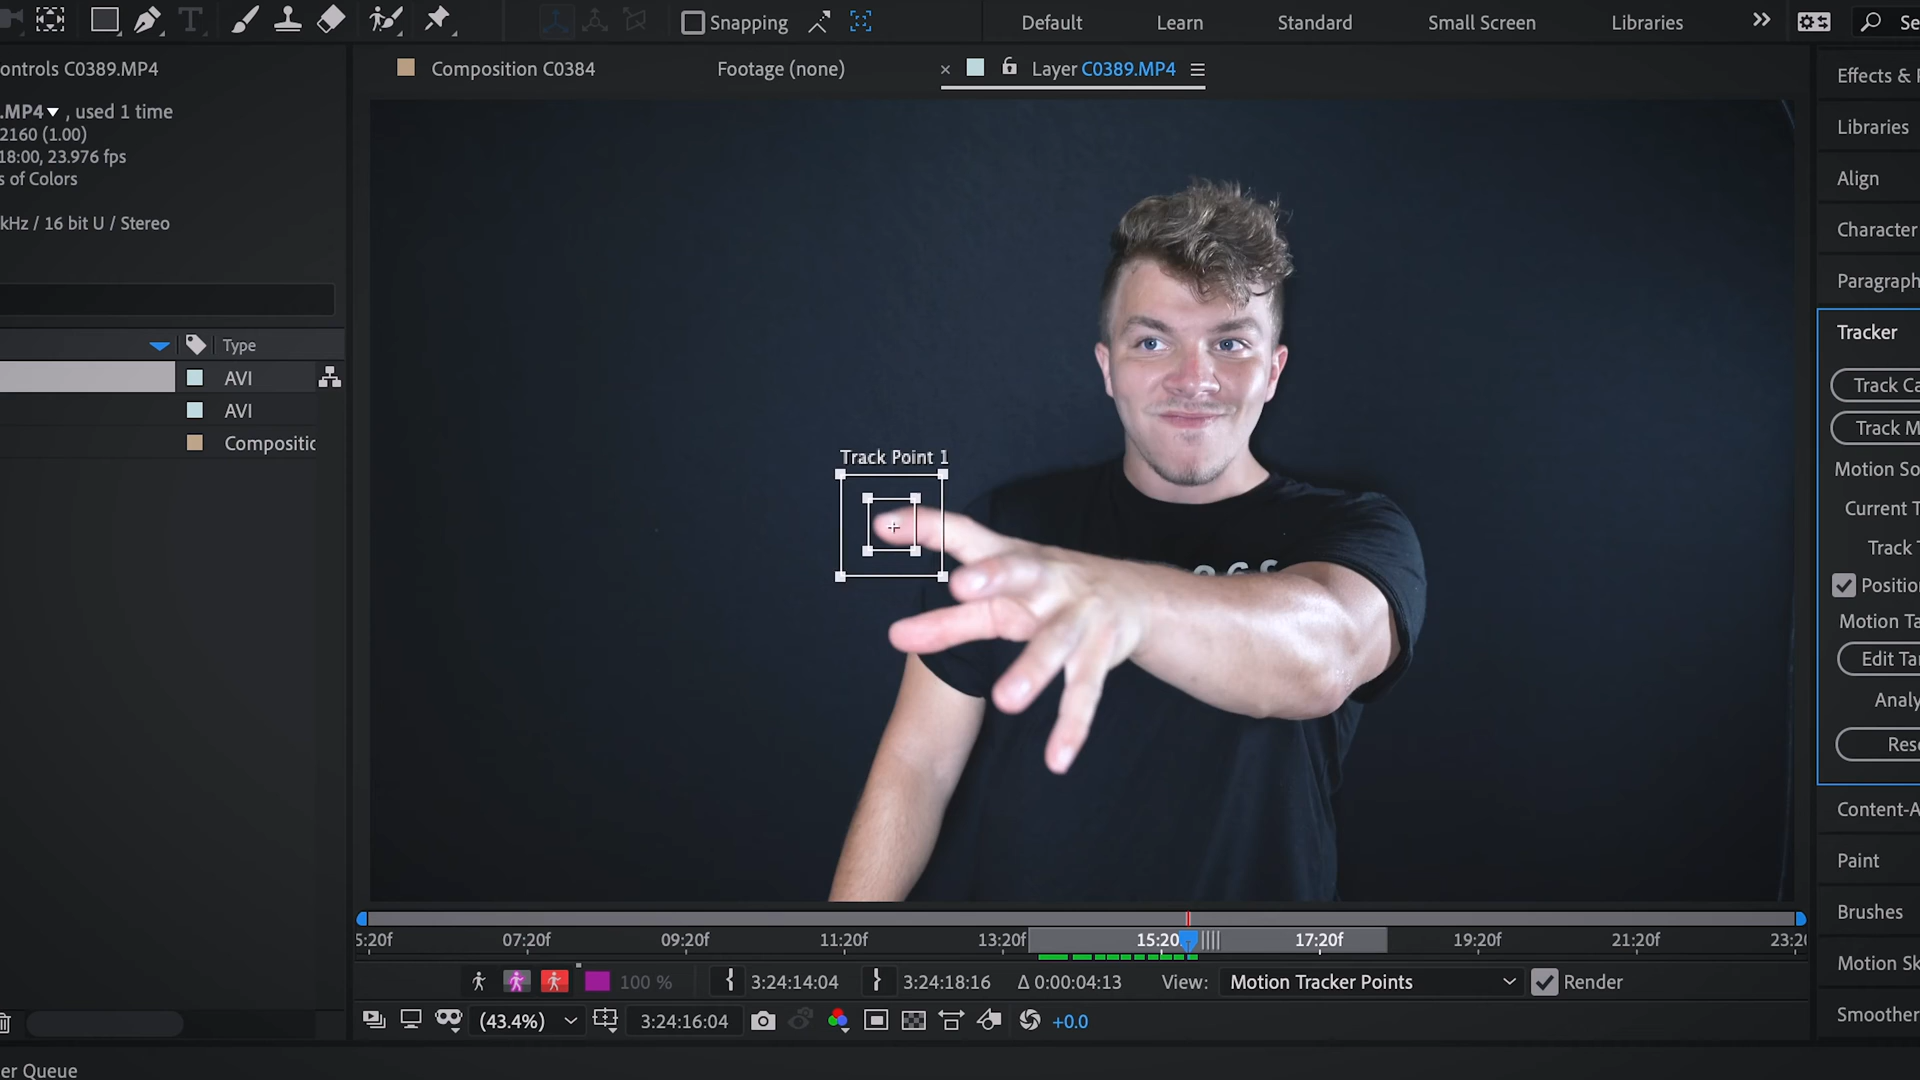 Snapping
Default
Learn
Standard
Small Screen
Libraries
Se
ontrols C0389.MP4
Composition C0384
Footage (none)
Layer C0389.MP4
.MP4 , used 1 time
2160 (1.00)
18:00, 23.976 fps
s of Colors
kHz / 16 bit U / Stereo
Type
AVI
AVI
Compositic
Track Point 1
Effects & P
Libraries
Align
Character
Paragraph
Tracker
Track Ca
Track M
Motion So
Current T
Track T
Positio
Motion Ta
Edit Ta
Analy
Rese
Content-A
Paint
Brushes
Motion Sk
Smoother
5:20f 07:20f 09:20f 11:20f 13:20f 15:20 17:20f 19:20f 21:20f 23:20
100 % 3:24:14:04 3:24:18:16 Δ 0:00:04:13 View: Motion Tracker Points Render
(43.4%) 3:24:16:04 +0.0
er Queue